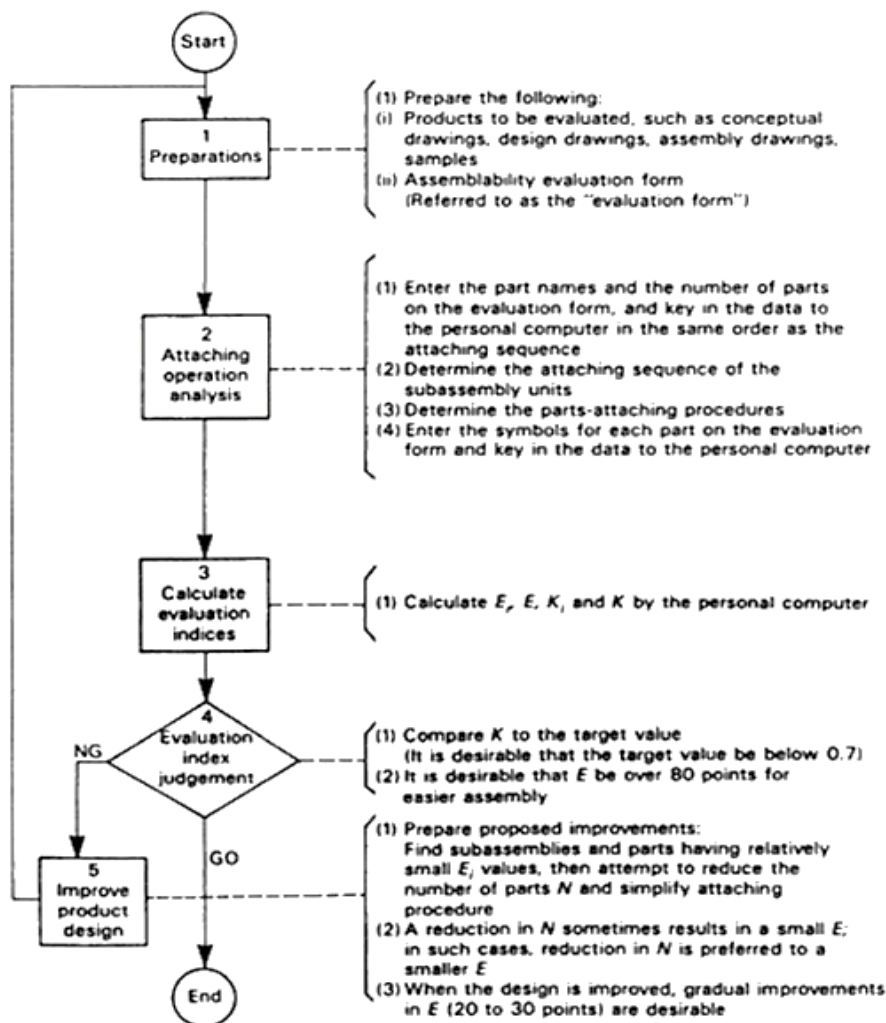 Start
1
Preparations
(1) Prepare the following:
(i) Products to be evaluated, such as conceptual
drawings, design drawings, assembly drawings,
samples
(ii) Assemblability evaluation form
(Referred to as the "evaluation form")
2
Attaching
operation
analysis
(1) Enter the part names and the number of parts
on the evaluation form, and key in the data to
the personal computer in the same order as the
attaching sequence
(2) Determine the attaching sequence of the
subassembly units
(3) Determine the parts-attaching procedures
(4) Enter the symbols for each part on the evaluation
form and key in the data to the personal computer
3
Calculate
evaluation
indices
(1) Calculate E, E, K, and K by the personal computer
4
Evaluation
index
judgement
NG
GO
(1) Compare K to the target value
(It is desirable that the target value be below 0.7)
(2) It is desirable that E be over 80 points for
easier assembly
5
Improve
product
design
(1) Prepare proposed improvements:
Find subassemblies and parts having relatively
small Ei values, then attempt to reduce the
number of parts N and simplify attaching
procedure
(2) A reduction in N sometimes results in a small E;
in such cases, reduction in N is preferred to a
smaller E
(3) When the design is improved, gradual improvements
in E (20 to 30 points) are desirable
End